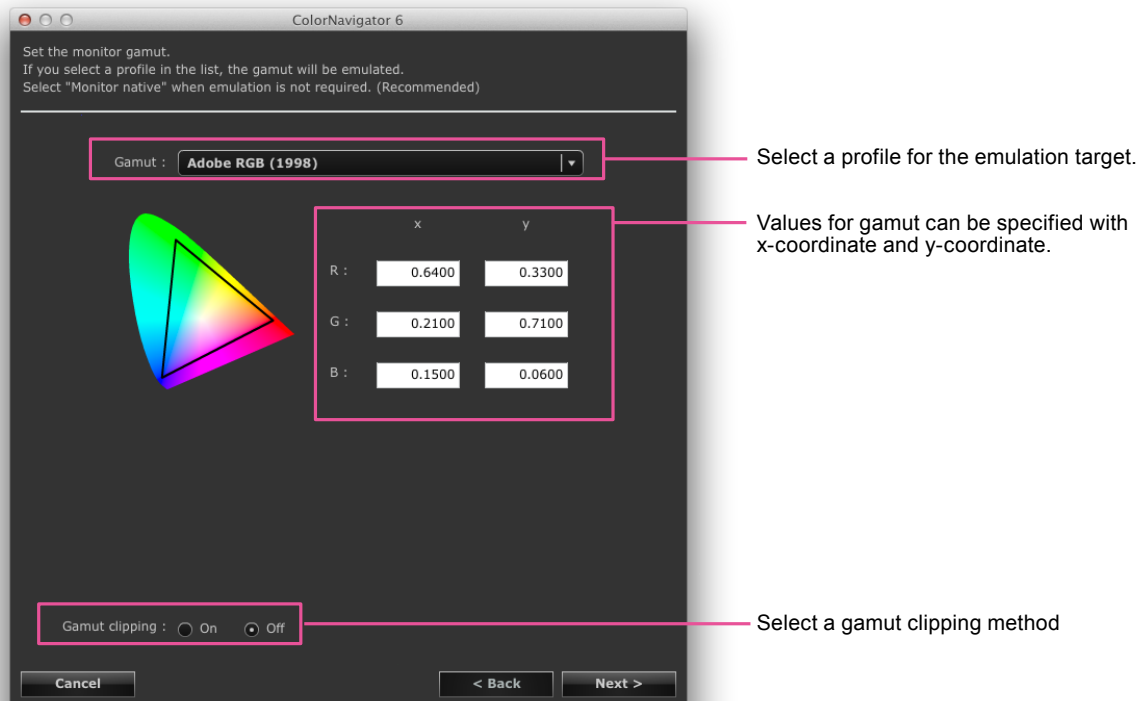 ColorNavigator 6
Set the monitor gamut.
If you select a profile in the list, the gamut will be emulated.
Select "Monitor native" when emulation is not required. (Recommended)
Gamut : Adobe RGB (1998)
Select a profile for the emulation target.
x y
Values for gamut can be specified with
x-coordinate and y-coordinate.
R : 0.6400 0.3300
G : 0.2100 0.7100
B : 0.1500 0.0600
Gamut clipping : On Off
Select a gamut clipping method
Cancel < Back Next >